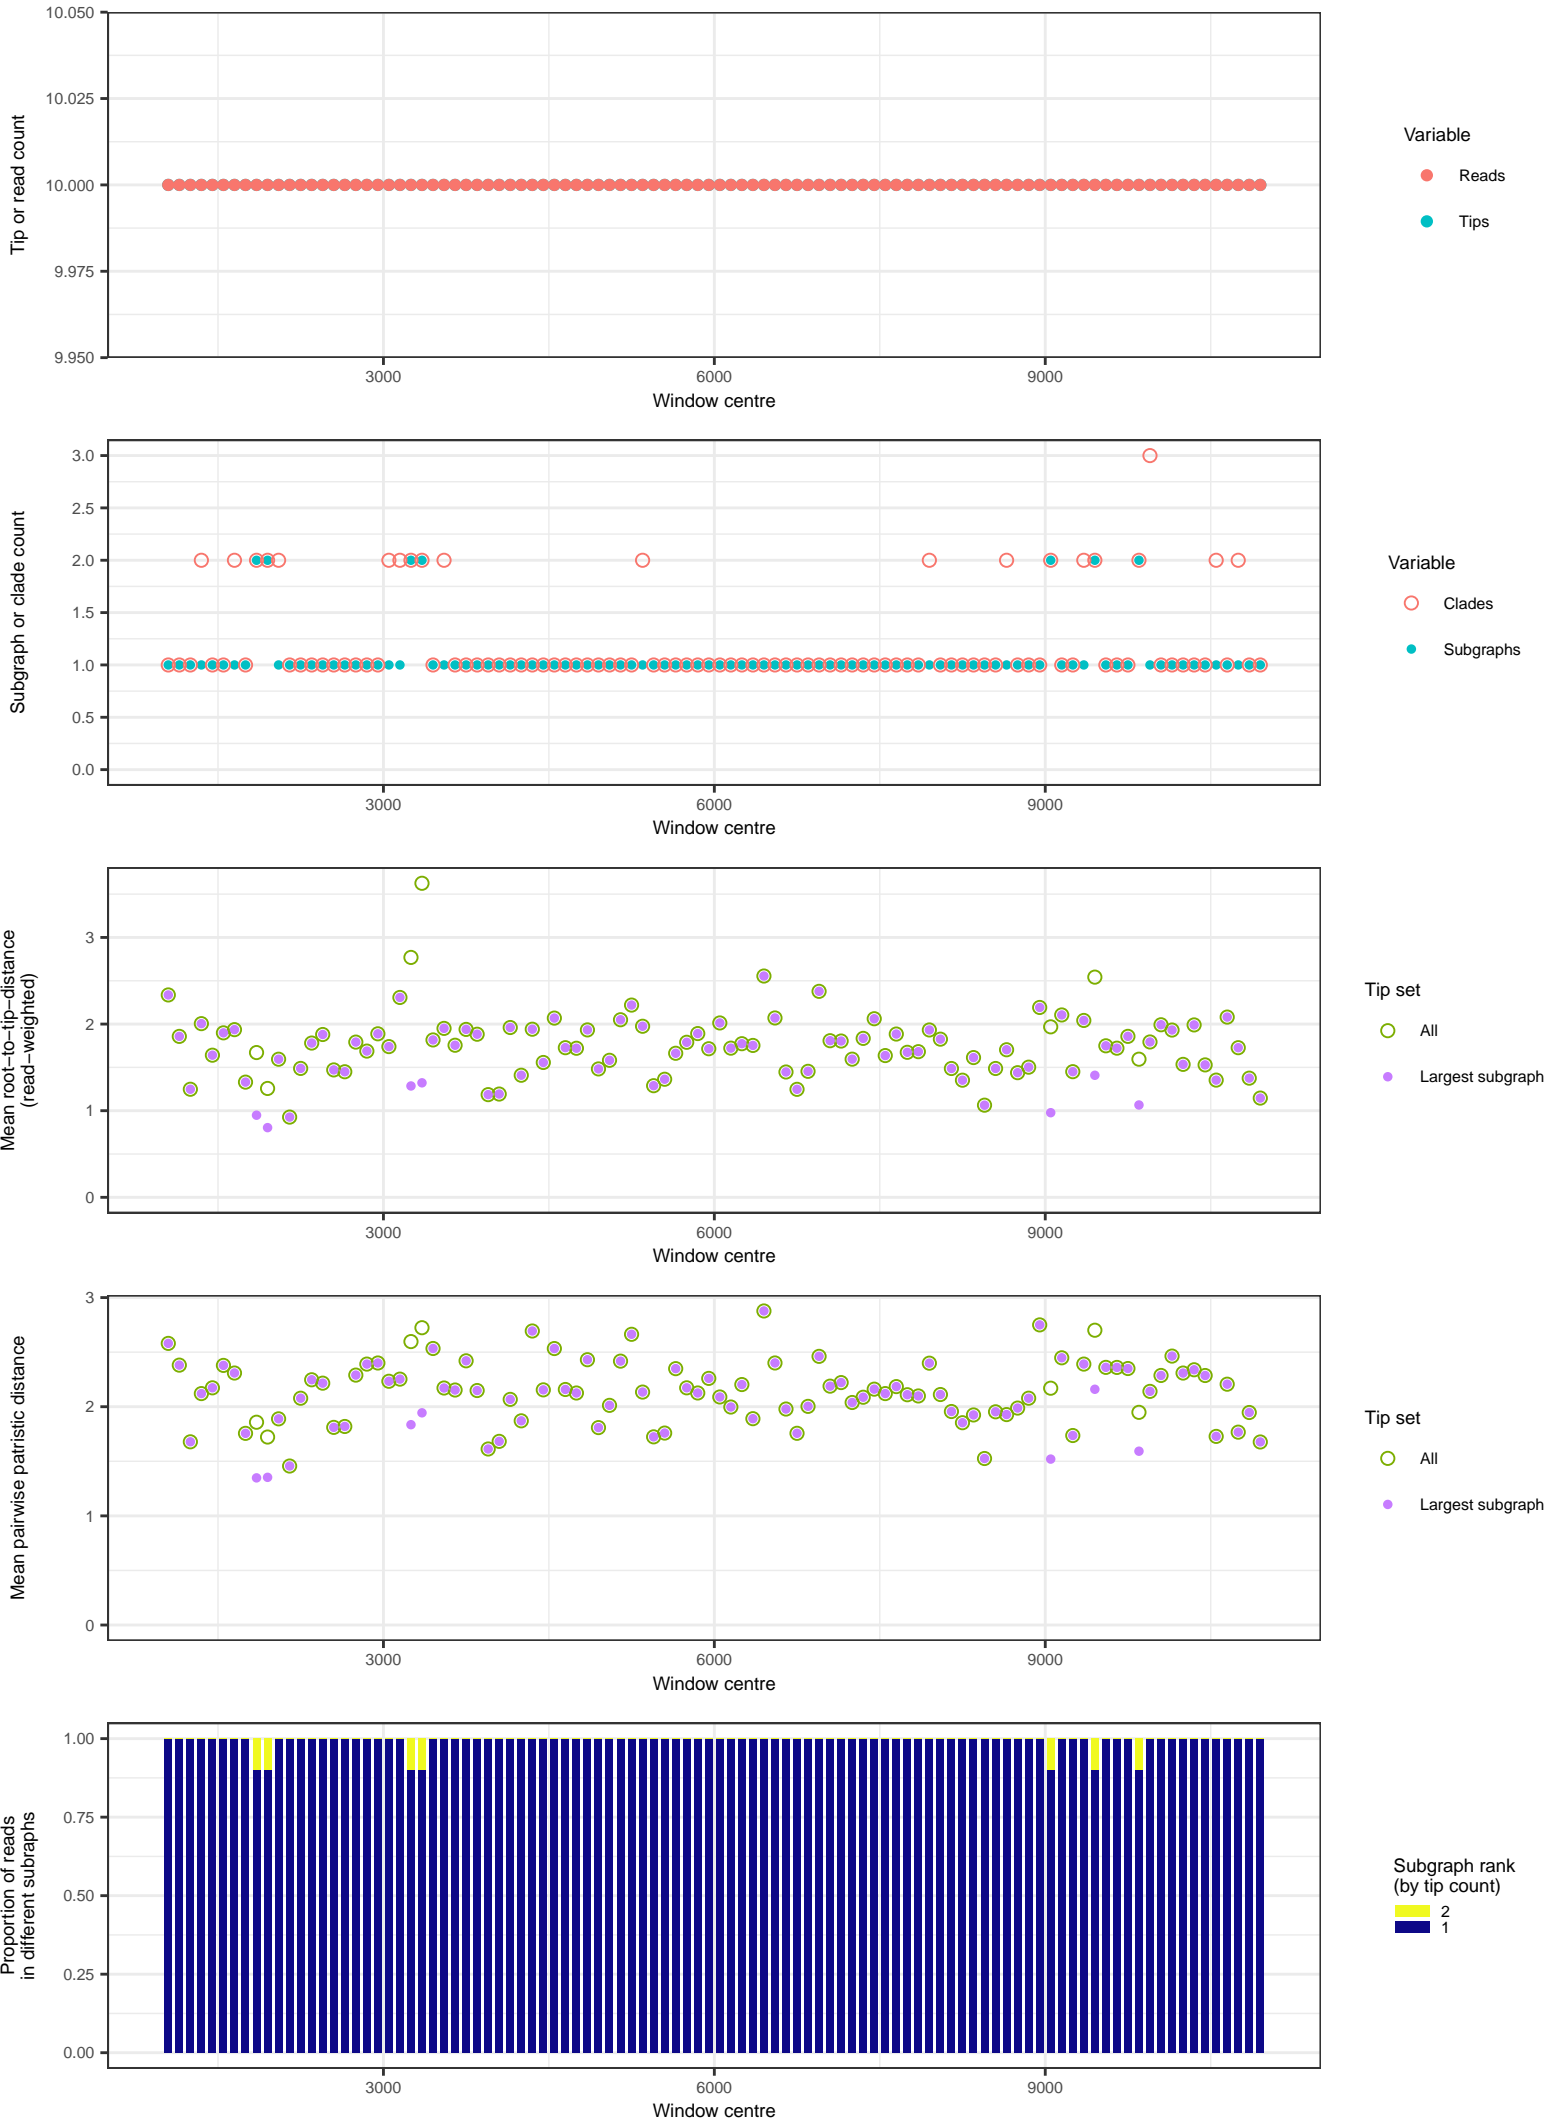 10.050
10.025
10.000
9.975
9.950
Tip or read count
3000
6000
9000
Window centre
Variable
Reads
Tips
3.0
2.5
2.0
1.5
1.0
0.5
0.0
Subgraph or clade count
3000
6000
9000
Window centre
Variable
Clades
Subgraphs
3
2
1
0
Mean root−to−tip−distance
(read−weighted)
3000
6000
9000
Window centre
Tip set
All
Largest subgraph
3
2
1
0
Mean pairwise patristic distance
3000
6000
9000
Window centre
Tip set
All
Largest subgraph
1.00
0.75
0.50
0.25
0.00
Proportion of reads
in different subraphs
3000
6000
9000
Window centre
Subgraph rank
(by tip count)
2
1